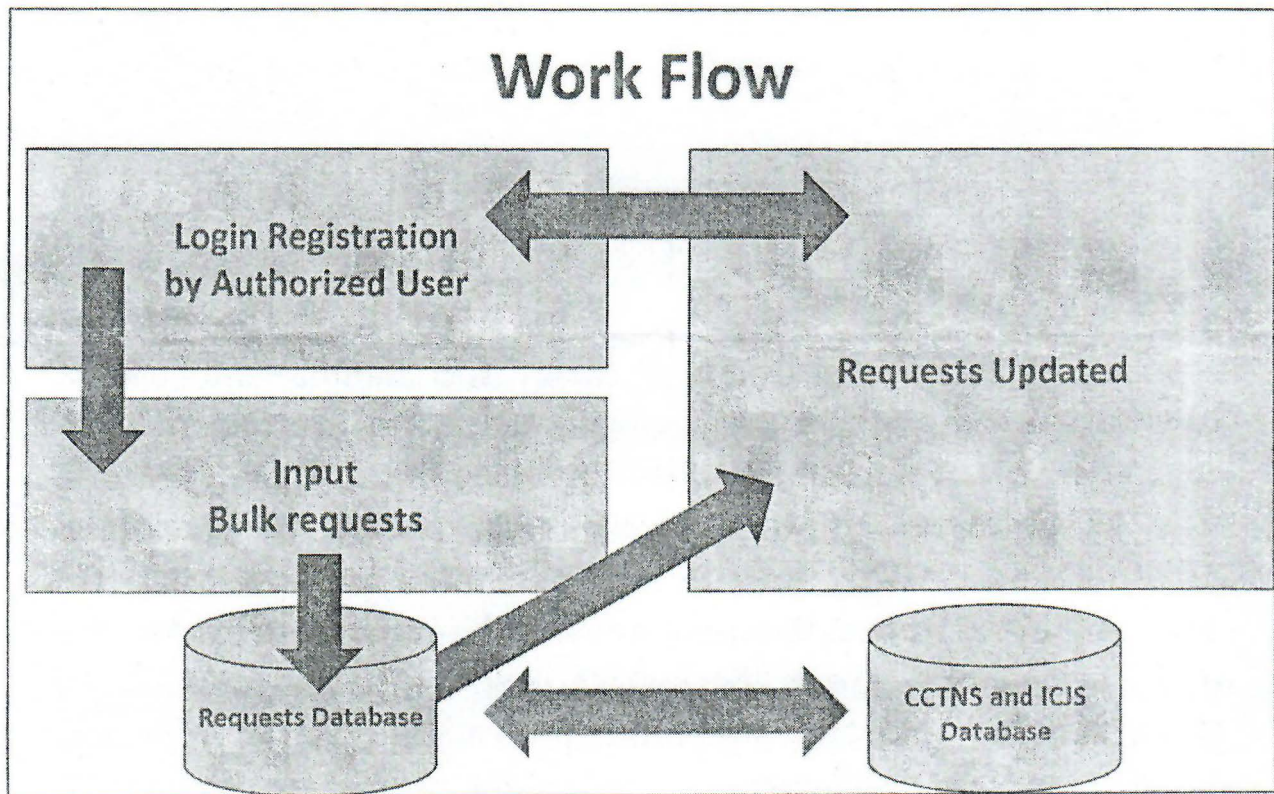 Work Flow
Login Registration
by Authorized User
Requests Updated
Input
Bulk requests
Requests Database
CCTNS and ICJS
Database